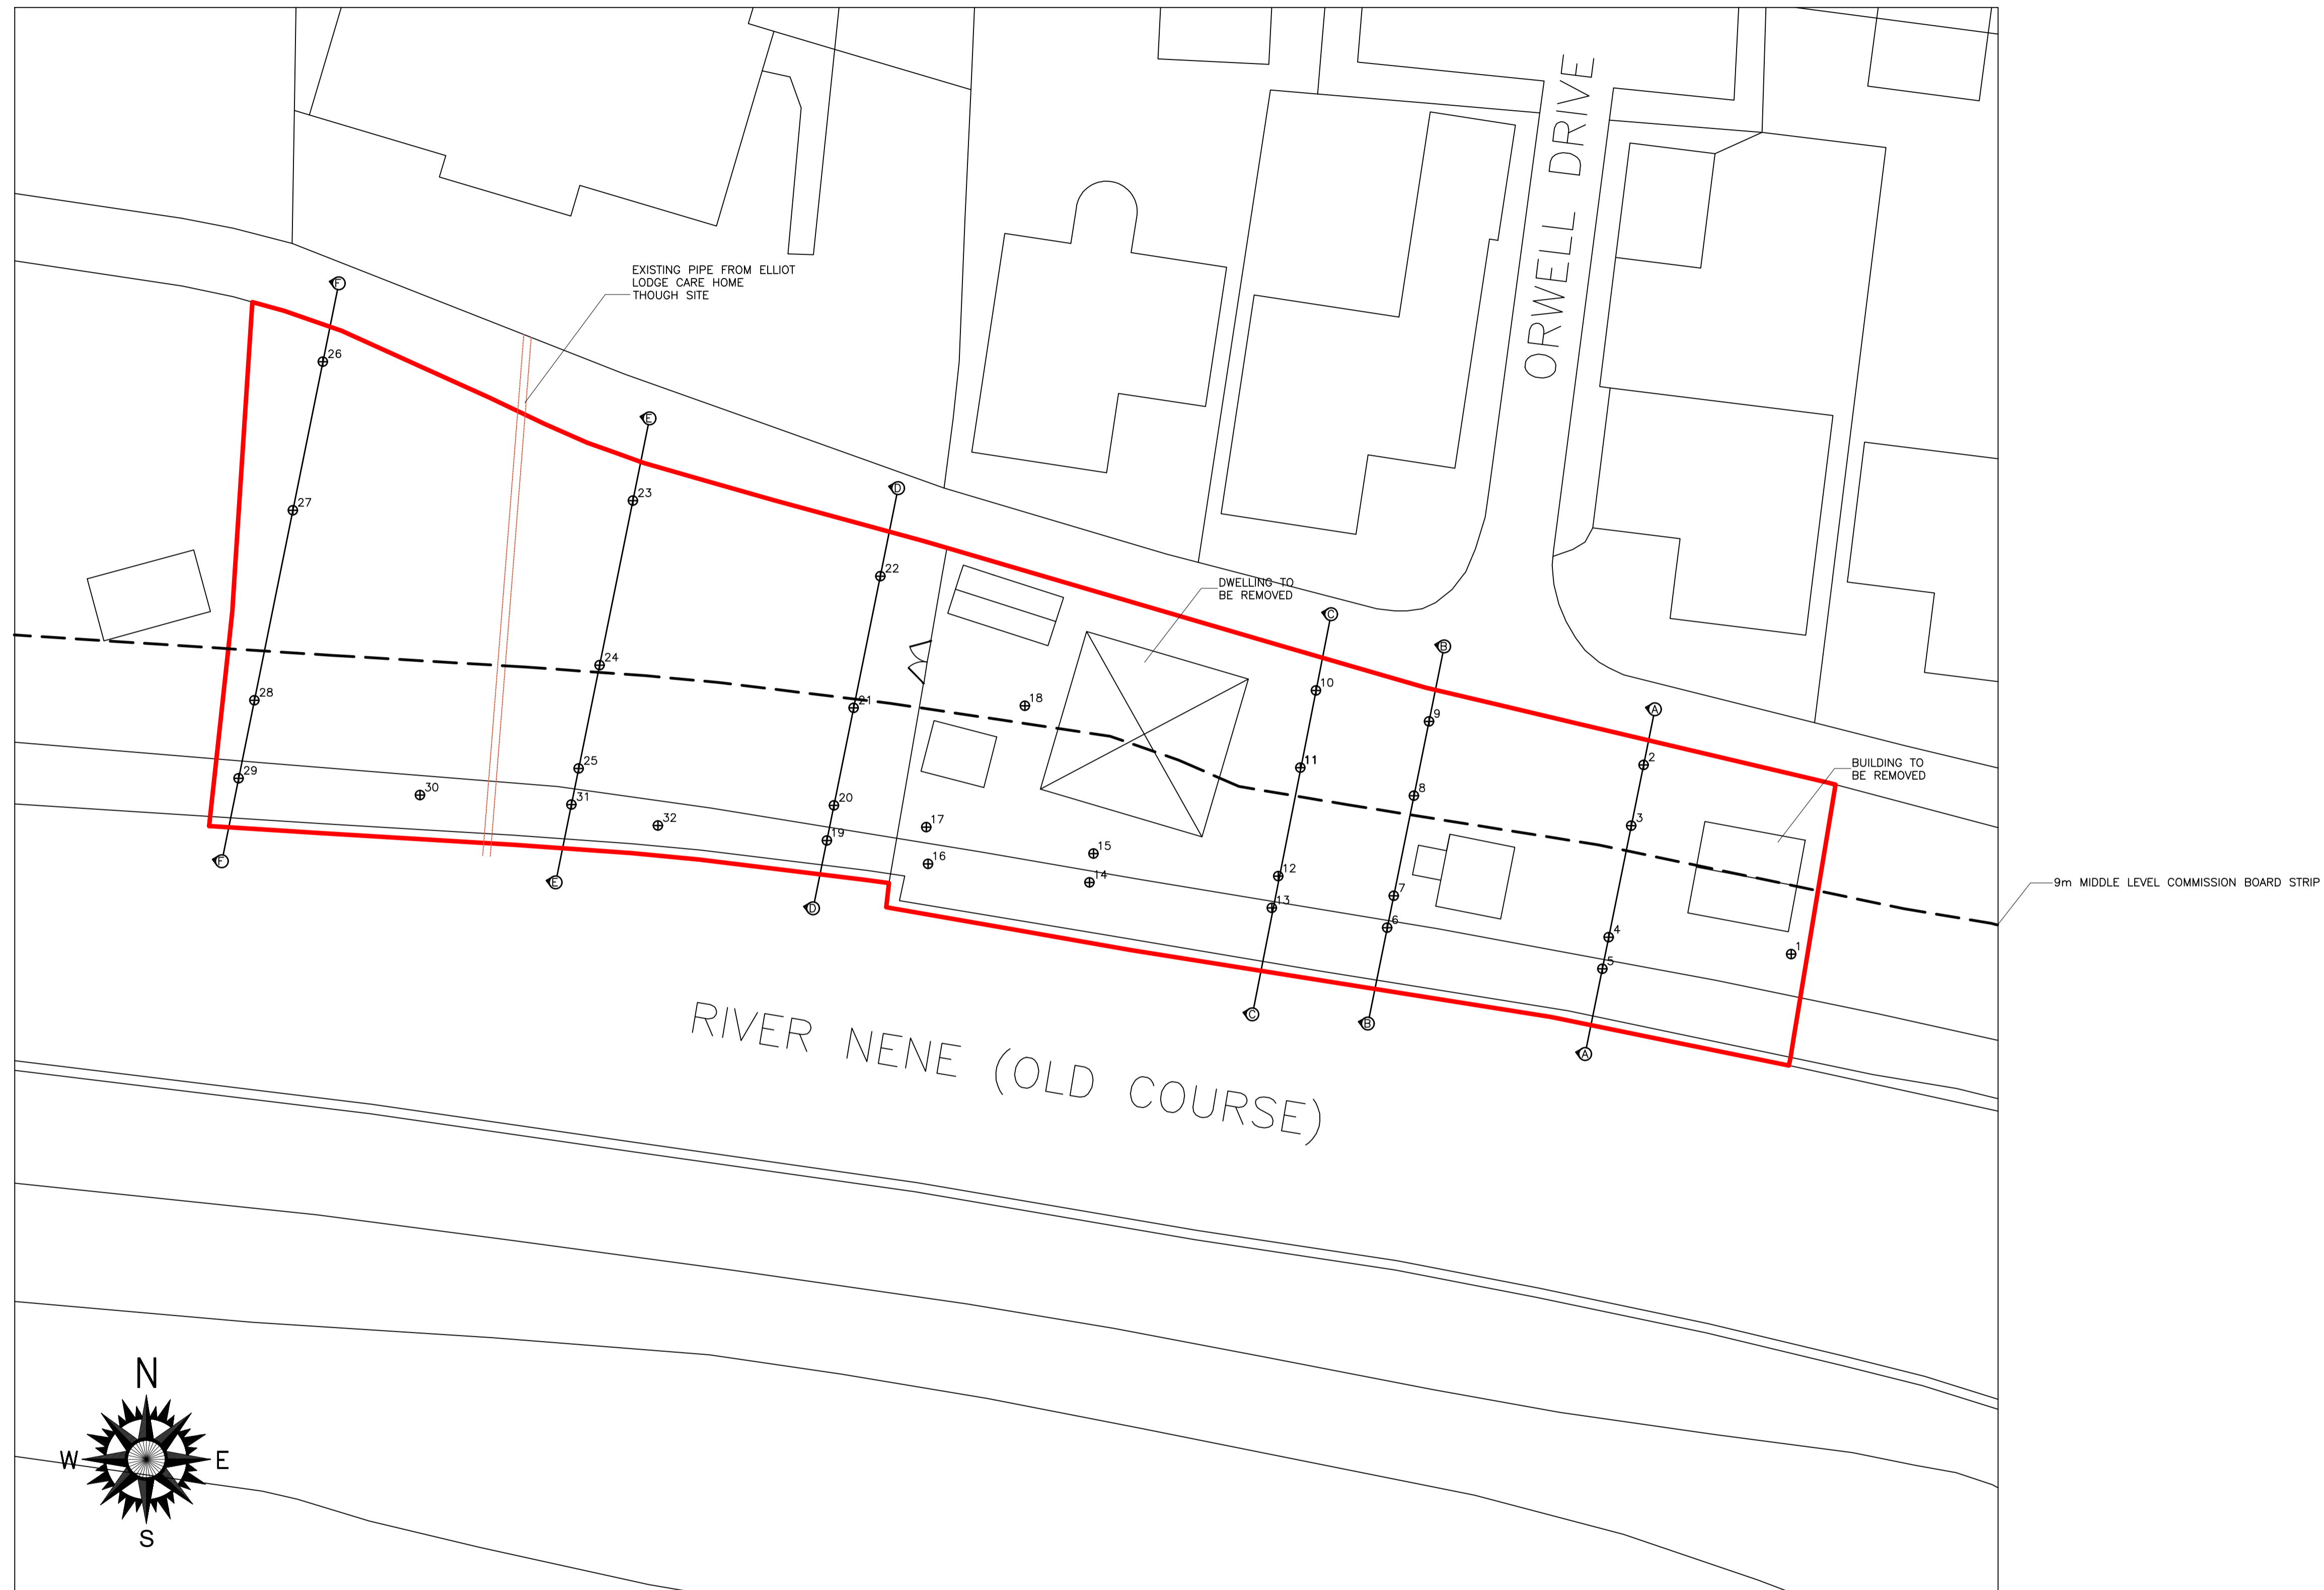 ORWELL DRIVE
EXISTING PIPE FROM ELLIOT
LODGE CARE HOME
THOUGH SITE
F
26
E
23
27
D
22
DWELLING TO
BE REMOVED
C
B
24
28
21
18
10
9
A
2
BUILDING TO
BE REMOVED
25
29
30
31
32
20
19
17
16
15
14
11
8
3
12
13
7
6
4
5
1
9m MIDDLE LEVEL COMMISSION BOARD STRIP
F
E
D
C
B
A
RIVER NENE (OLD COURSE)
N
W
E
S